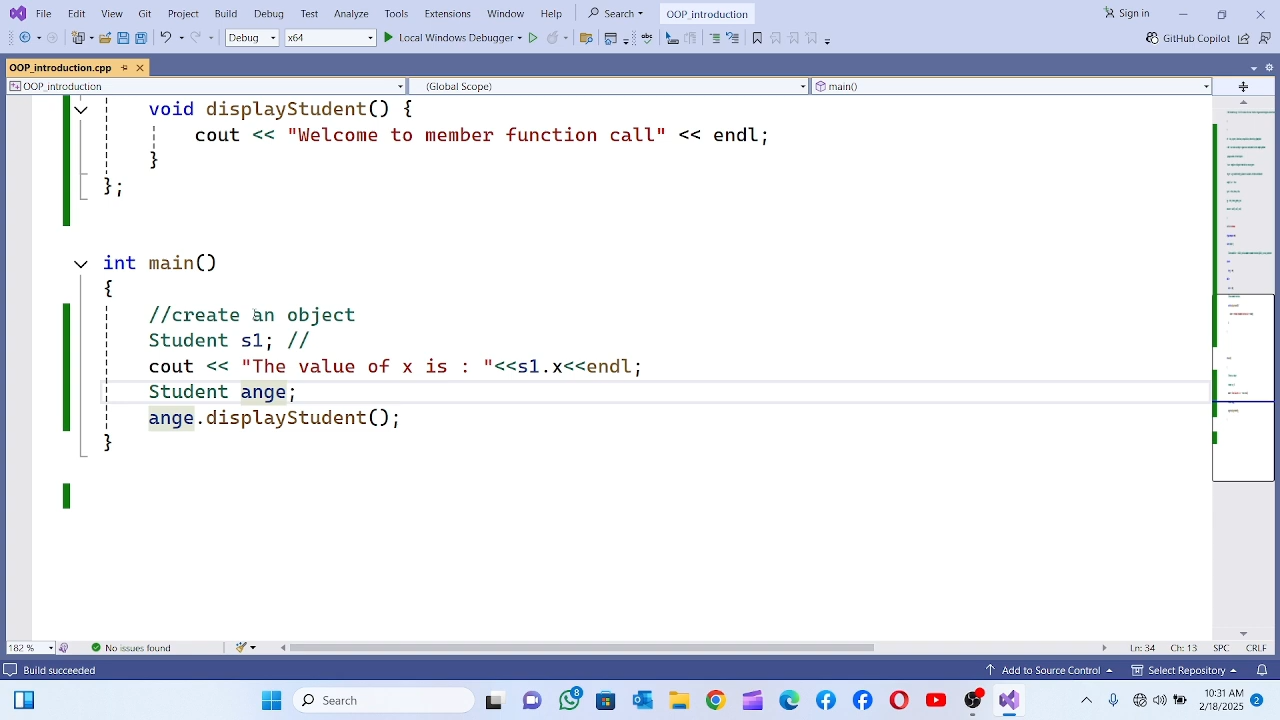 File Edit View Git Project Build Debug Test Analyze Tools Extensions Window Help Search OOP_introduction Sign in
Debug x64 Local Windows Debugger GitHub Copilot
OOP_introduction.cpp
OOP_introduction (Global Scope) main()
void displayStudent() {
cout << "Welcome to member function call" << endl;
}
};
int main()
{
//create an object
Student s1; //
cout << "The value of x is : "<<s1.x<<endl;
Student ange;
ange.displayStudent();
}
182 % No issues found Ln: 34 Ch: 13 SPC CRLF
Build succeeded Add to Source Control Select Repository
Search 8 10:31 AM
2/18/2025 2